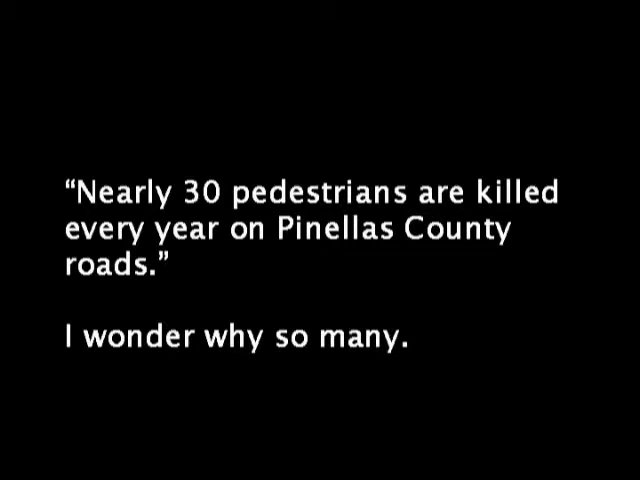 “Nearly 30 pedestrians are killed
every year on Pinellas County
roads.”
I wonder why so many.